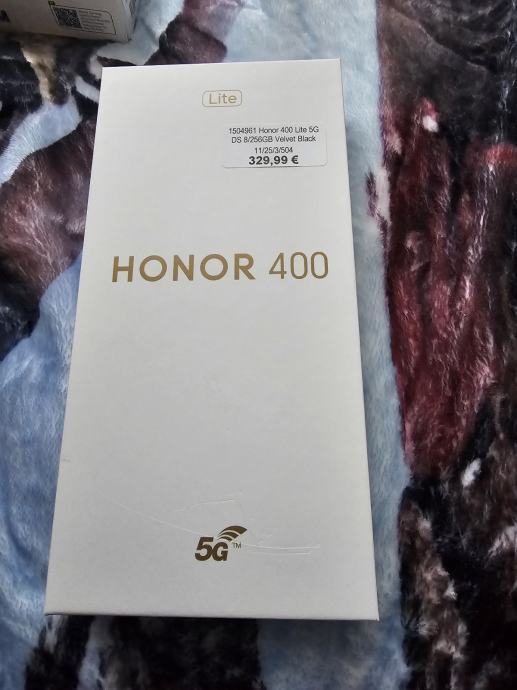 Lite
1504961 Honor 400 Lite 5G
DS 8/256GB Velvet Black
11/25/3/504
329,99 €
HONOR 400
5G™